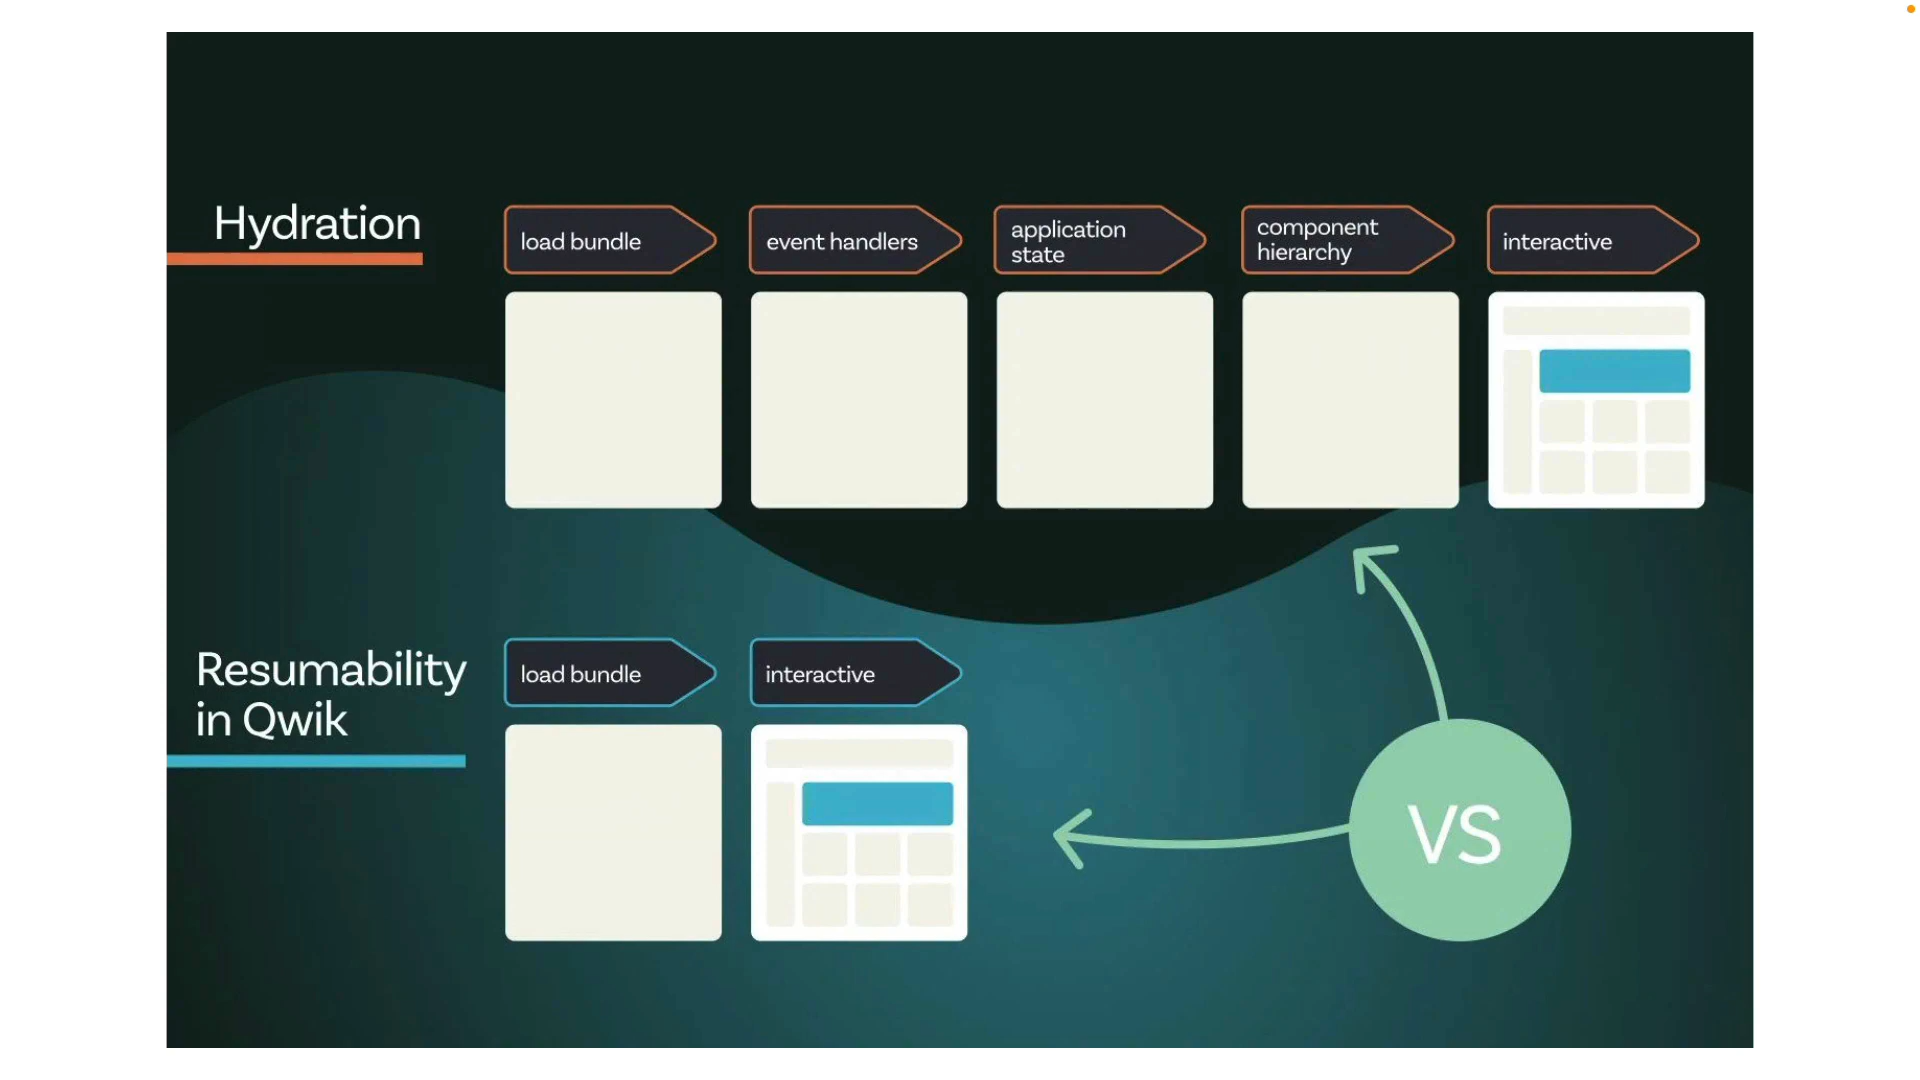 Hydration
load bundle
event handlers
application
state
component
hierarchy
interactive
Resumability
in Qwik
load bundle
interactive
VS